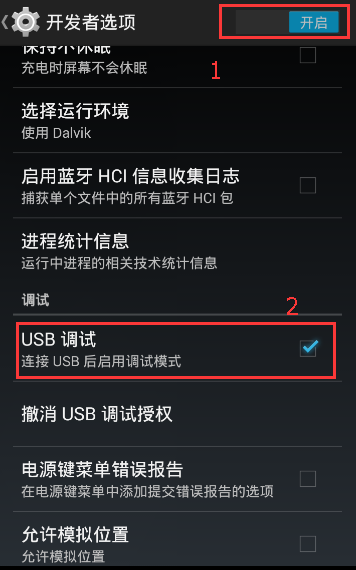 开发者选项
开启
保持不休眠
充电时屏幕不会休眠
1
选择运行环境
使用 Dalvik
启用蓝牙 HCI 信息收集日志
捕获单个文件中的所有蓝牙 HCI 包
进程统计信息
运行中进程的相关技术统计信息
调试
2
USB 调试
连接 USB 后启用调试模式
撤消 USB 调试授权
电源键菜单错误报告
在电源键菜单中添加提交错误报告的选项
允许模拟位置
允许模拟位置